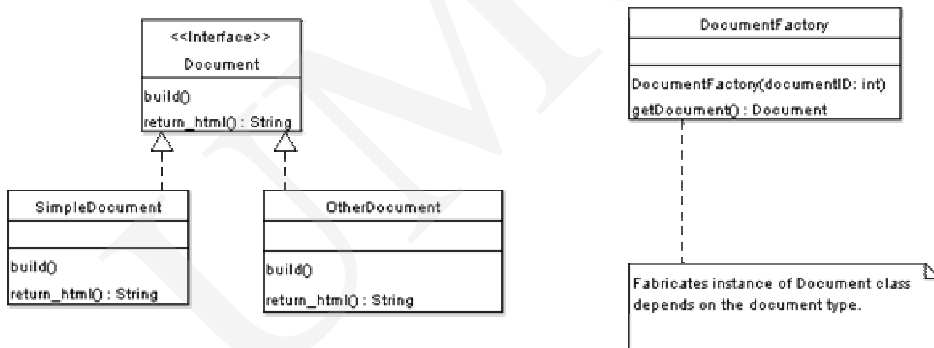 <<Interface>>
Document
build()
return_html() : String
SimpleDocument
build()
return_html() : String
OtherDocument
build()
return_html() : String
DocumentFactory
DocumentFactory(documentID: int)
getDocument() : Document
Fabricates instance of Document class
depends on the document type.
UM